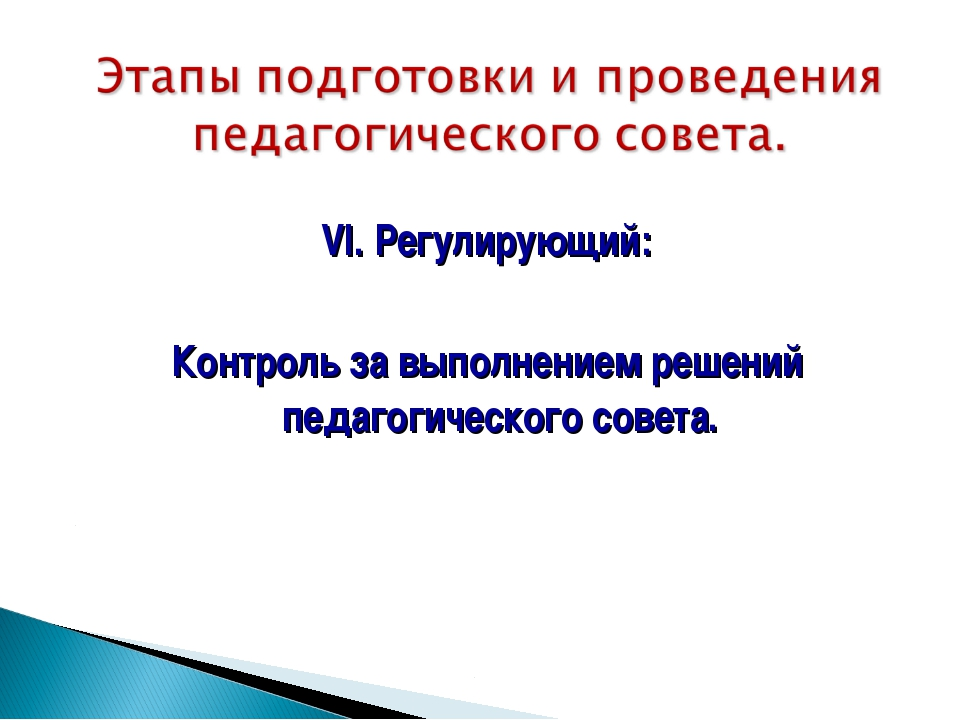 Этапы подготовки и проведения
педагогического совета.
VI. Регулирующий:
Контроль за выполнением решений
педагогического совета.